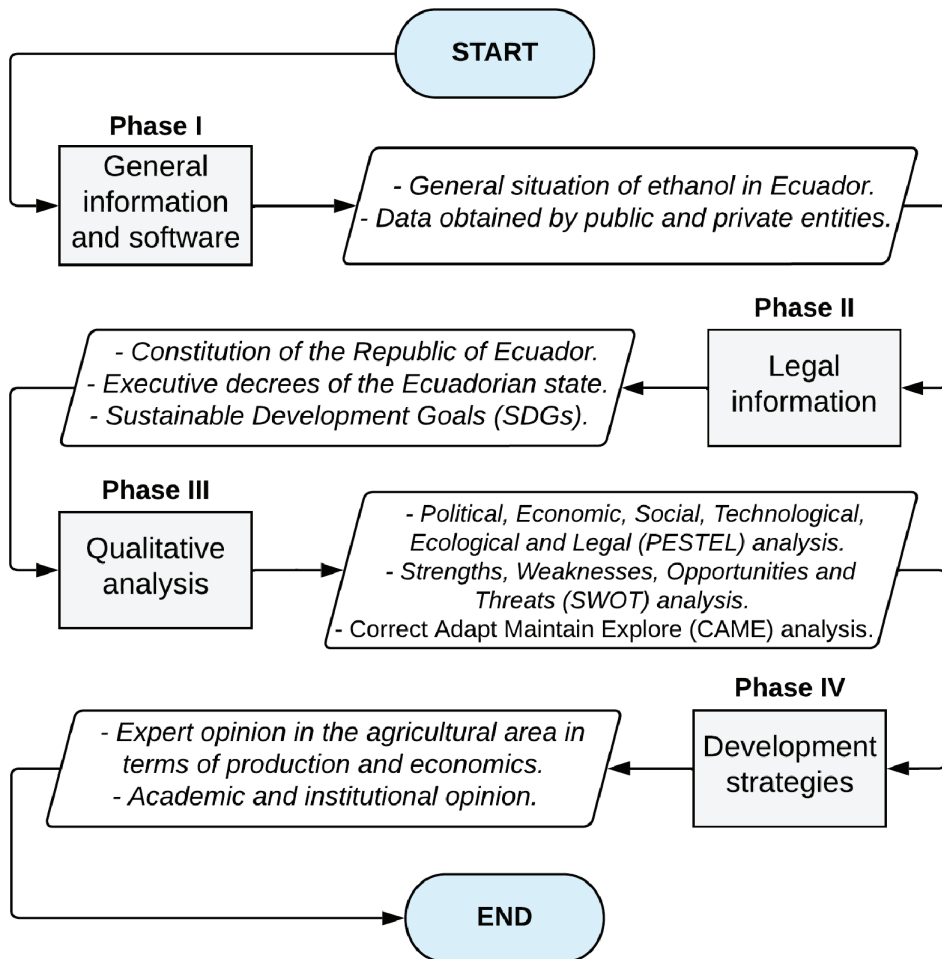 START
Phase I
General
information
and software
- General situation of ethanol in Ecuador.
- Data obtained by public and private entities.
Phase II
Legal
information
- Constitution of the Republic of Ecuador.
- Executive decrees of the Ecuadorian state.
- Sustainable Development Goals (SDGs).
Phase III
Qualitative
analysis
- Political, Economic, Social, Technological,
Ecological and Legal (PESTEL) analysis.
- Strengths, Weaknesses, Opportunities and
Threats (SWOT) analysis.
- Correct Adapt Maintain Explore (CAME) analysis.
Phase IV
Development
strategies
- Expert opinion in the agricultural area in
terms of production and economics.
- Academic and institutional opinion.
END